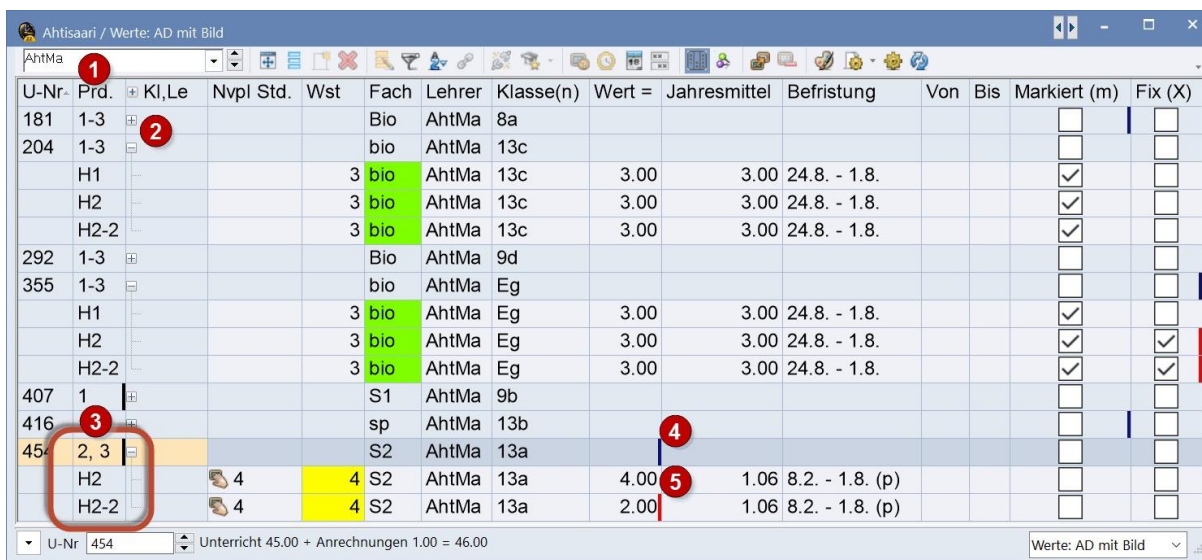 Ahtisaari / Werte: AD mit Bild
AhtMa
1
U-Nr Prd. Kl,Le Nvpl Std. Wst Fach Lehrer Klasse(n) Wert = Jahresmittel Befristung Von Bis Markiert (m) Fix (X)
181 1-3 Bio AhtMa 8a
2
204 1-3 bio AhtMa 13c
H1 3 bio AhtMa 13c 3.00 3.00 24.8. - 1.8.
H2 3 bio AhtMa 13c 3.00 3.00 24.8. - 1.8.
H2-2 3 bio AhtMa 13c 3.00 3.00 24.8. - 1.8.
292 1-3 Bio AhtMa 9d
355 1-3 bio AhtMa Eg
H1 3 bio AhtMa Eg 3.00 3.00 24.8. - 1.8.
H2 3 bio AhtMa Eg 3.00 3.00 24.8. - 1.8.
H2-2 3 bio AhtMa Eg 3.00 3.00 24.8. - 1.8.
407 1 S1 AhtMa 9b
416 3 sp AhtMa 13b 4
454 2, 3 S2 AhtMa 13a
H2 4 4 S2 AhtMa 13a 4.00 5 1.06 8.2. - 1.8. (p)
H2-2 4 4 S2 AhtMa 13a 2.00 1.06 8.2. - 1.8. (p)
U-Nr 454 Unterricht 45.00 + Anrechnungen 1.00 = 46.00 Werte: AD mit Bild